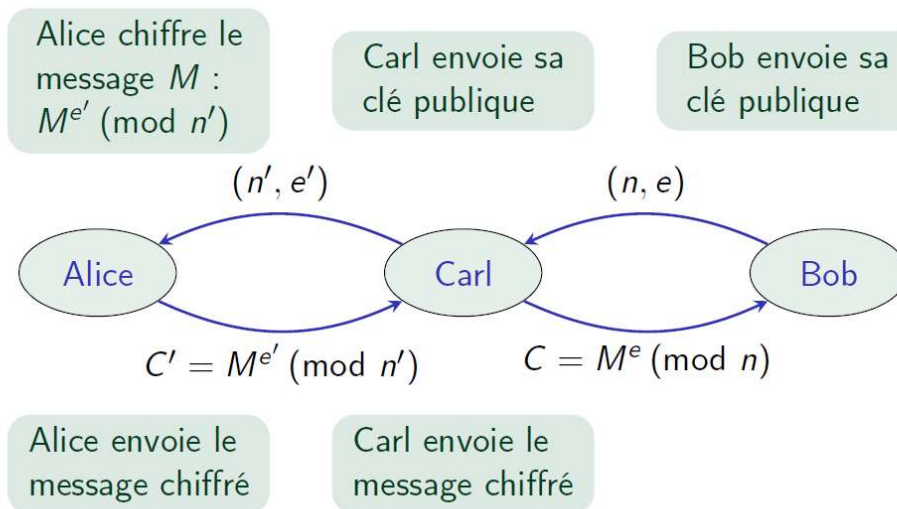 Alice chiffre le
message M :
M^{e'} (mod n')
Carl envoie sa
clé publique
Bob envoie sa
clé publique
(n', e')
(n, e)
Alice
Carl
Bob
C' = M^{e'} (mod n')
C = M^e (mod n)
Alice envoie le
message chiffré
Carl envoie le
message chiffré